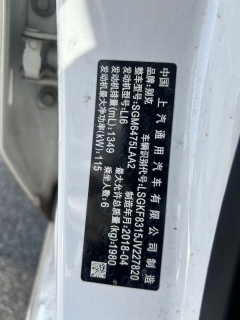 中国 上汽通用汽车有限公司 制造
品牌:别克
整车型号:SGM6475LAA2
车辆识别代号:LSGKF8315JV227820
发动机型号:LI6 制造年月:2018-04
发动机排量(mL):1349 最大允许总质量(kg):1980
发动机最大净功率(kW):115 乘坐人数:6